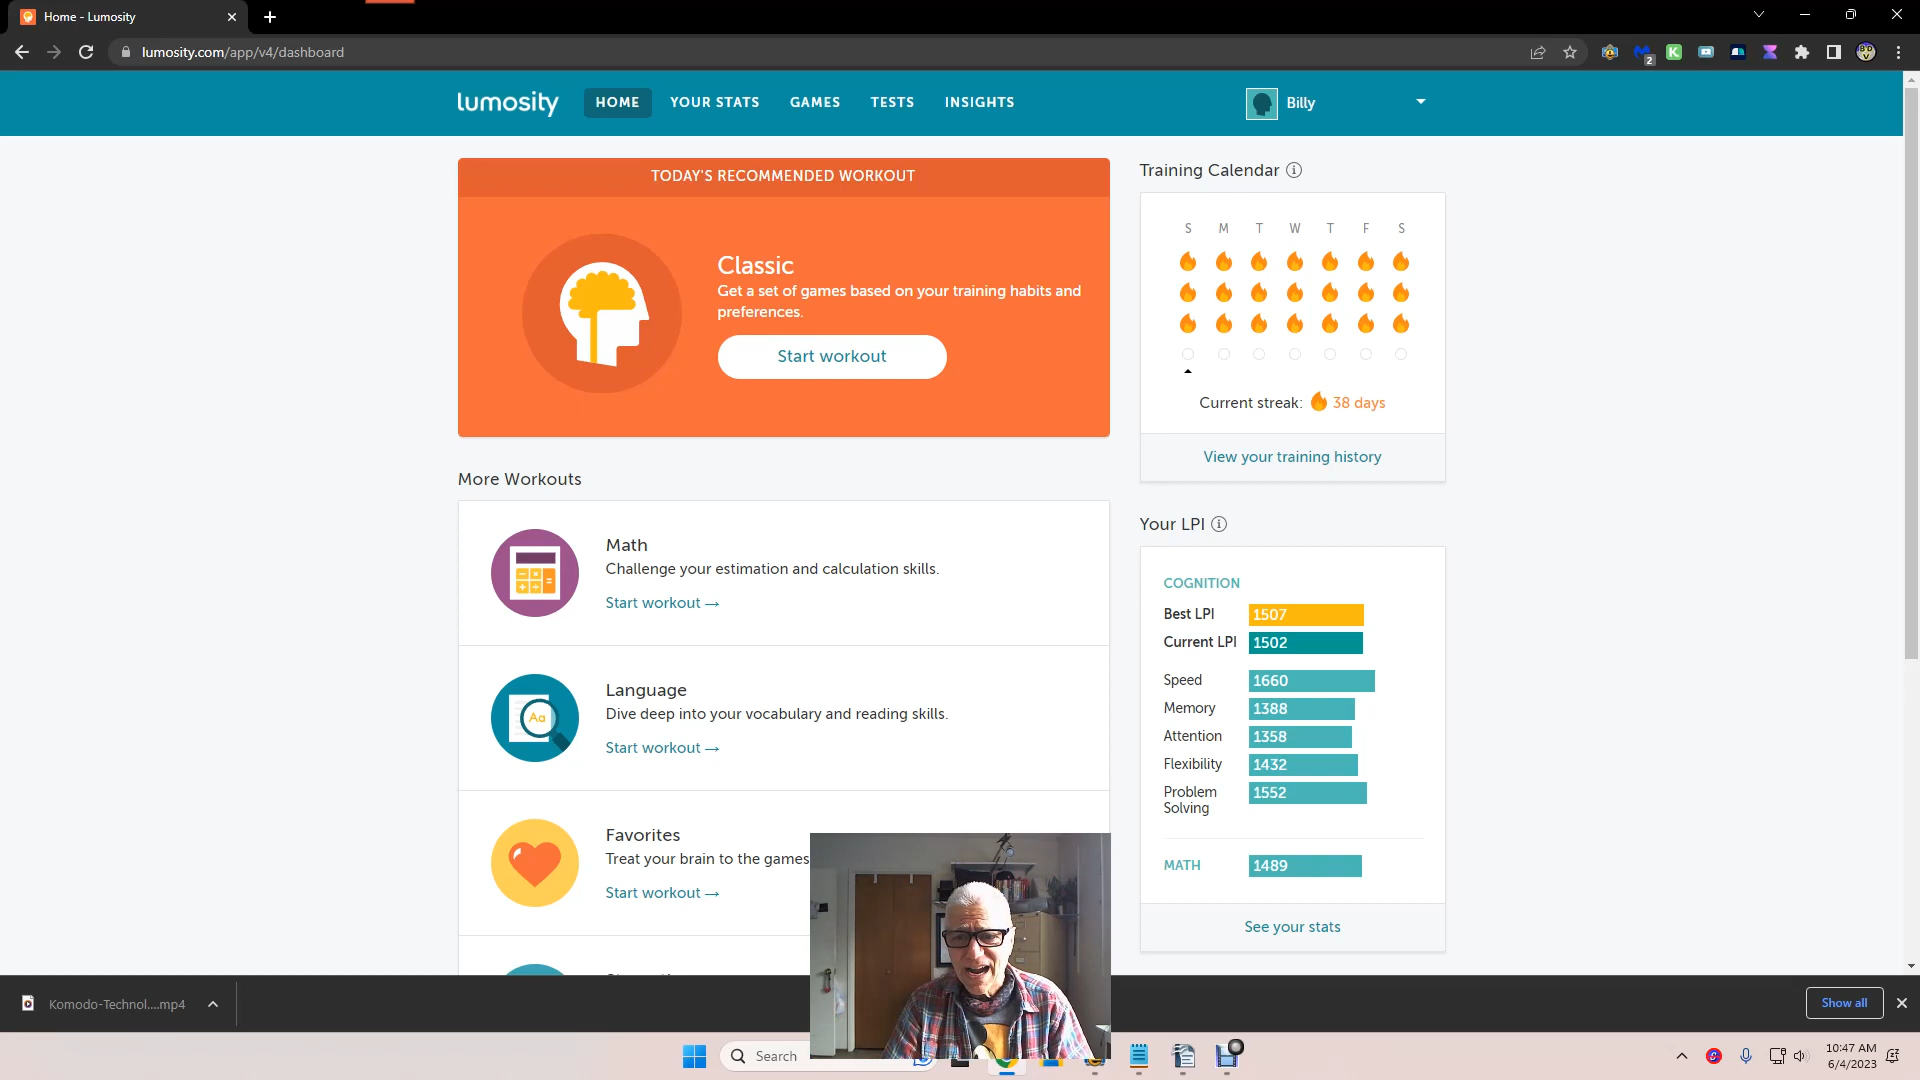 Home - Lumosity
lumosity.com/app/v4/dashboard
2
lumosity
HOME
YOUR STATS
GAMES
TESTS
INSIGHTS
Billy
TODAY'S RECOMMENDED WORKOUT
Classic
Get a set of games based on your training habits and
preferences.
Start workout
Training Calendar
S M T W T F S
Current streak: 38 days
View your training history
More Workouts
Math
Challenge your estimation and calculation skills.
Start workout →
Language
Dive deep into your vocabulary and reading skills.
Start workout →
Aa
Favorites
Treat your brain to the games
Start workout →
Your LPI
COGNITION
Best LPI 1507
Current LPI 1502
Speed 1660
Memory 1388
Attention 1358
Flexibility 1432
Problem
Solving 1552
MATH 1489
See your stats
Komodo-Technol....mp4
Show all
Search
10:47 AM
6/4/2023